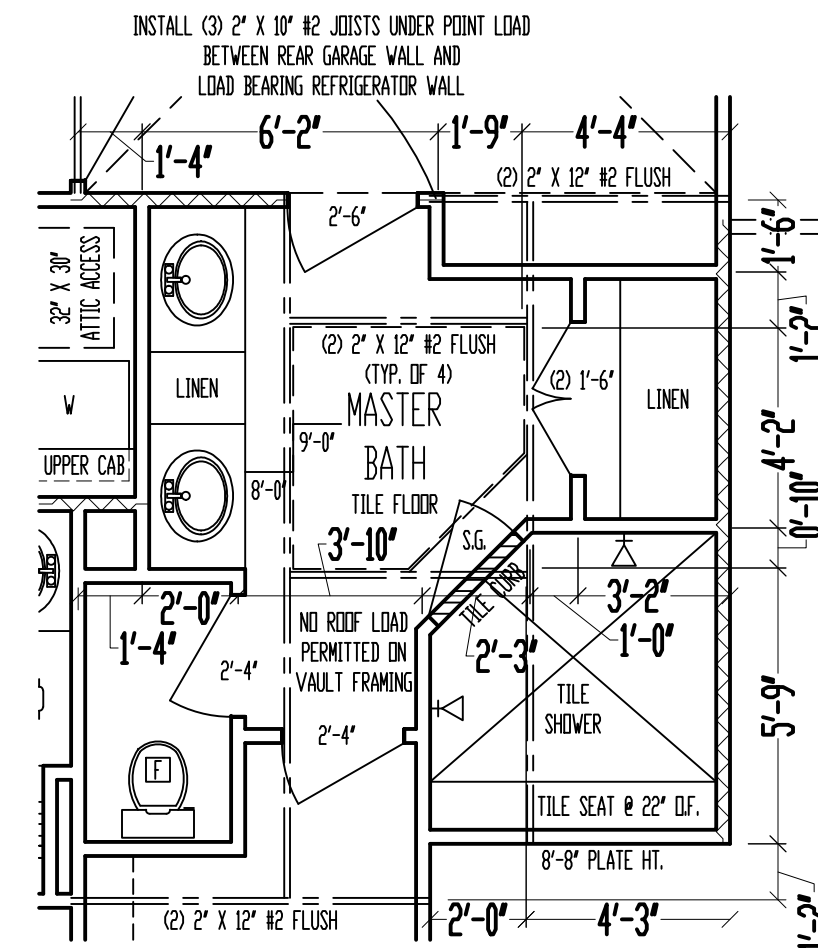 INSTALL (3) 2" X 10" #2 JOISTS UNDER POINT LOAD
BETWEEN REAR GARAGE WALL AND
LOAD BEARING REFRIGERATOR WALL
6'-2"
1'-9"
4'-4"
1'-4"
(2) 2" X 12" #2 FLUSH
2'-6"
1'-6"
32" X 30"
ATTIC ACCESS
1'-2"
(2) 2" X 12" #2 FLUSH
(TYP. OF 4)
LINEN
(2) 1'-6"
LINEN
W
MASTER
BATH
TILE FLOOR
9'-0"
8'-0"
4'-2"
UPPER CAB
0'-10"
S.G.
3'-10"
TILE CURB
2'-0"
3'-2"
1'-4"
NO ROOF LOAD
PERMITTED ON
VAULT FRAMING
2'-3"
1'-0"
2'-4"
TILE
SHOWER
5'-9"
2'-4"
F
TILE SEAT @ 22" O.F.
8'-8" PLATE HT.
(2) 2" X 12" #2 FLUSH
2'-0"
4'-3"
1'-2"